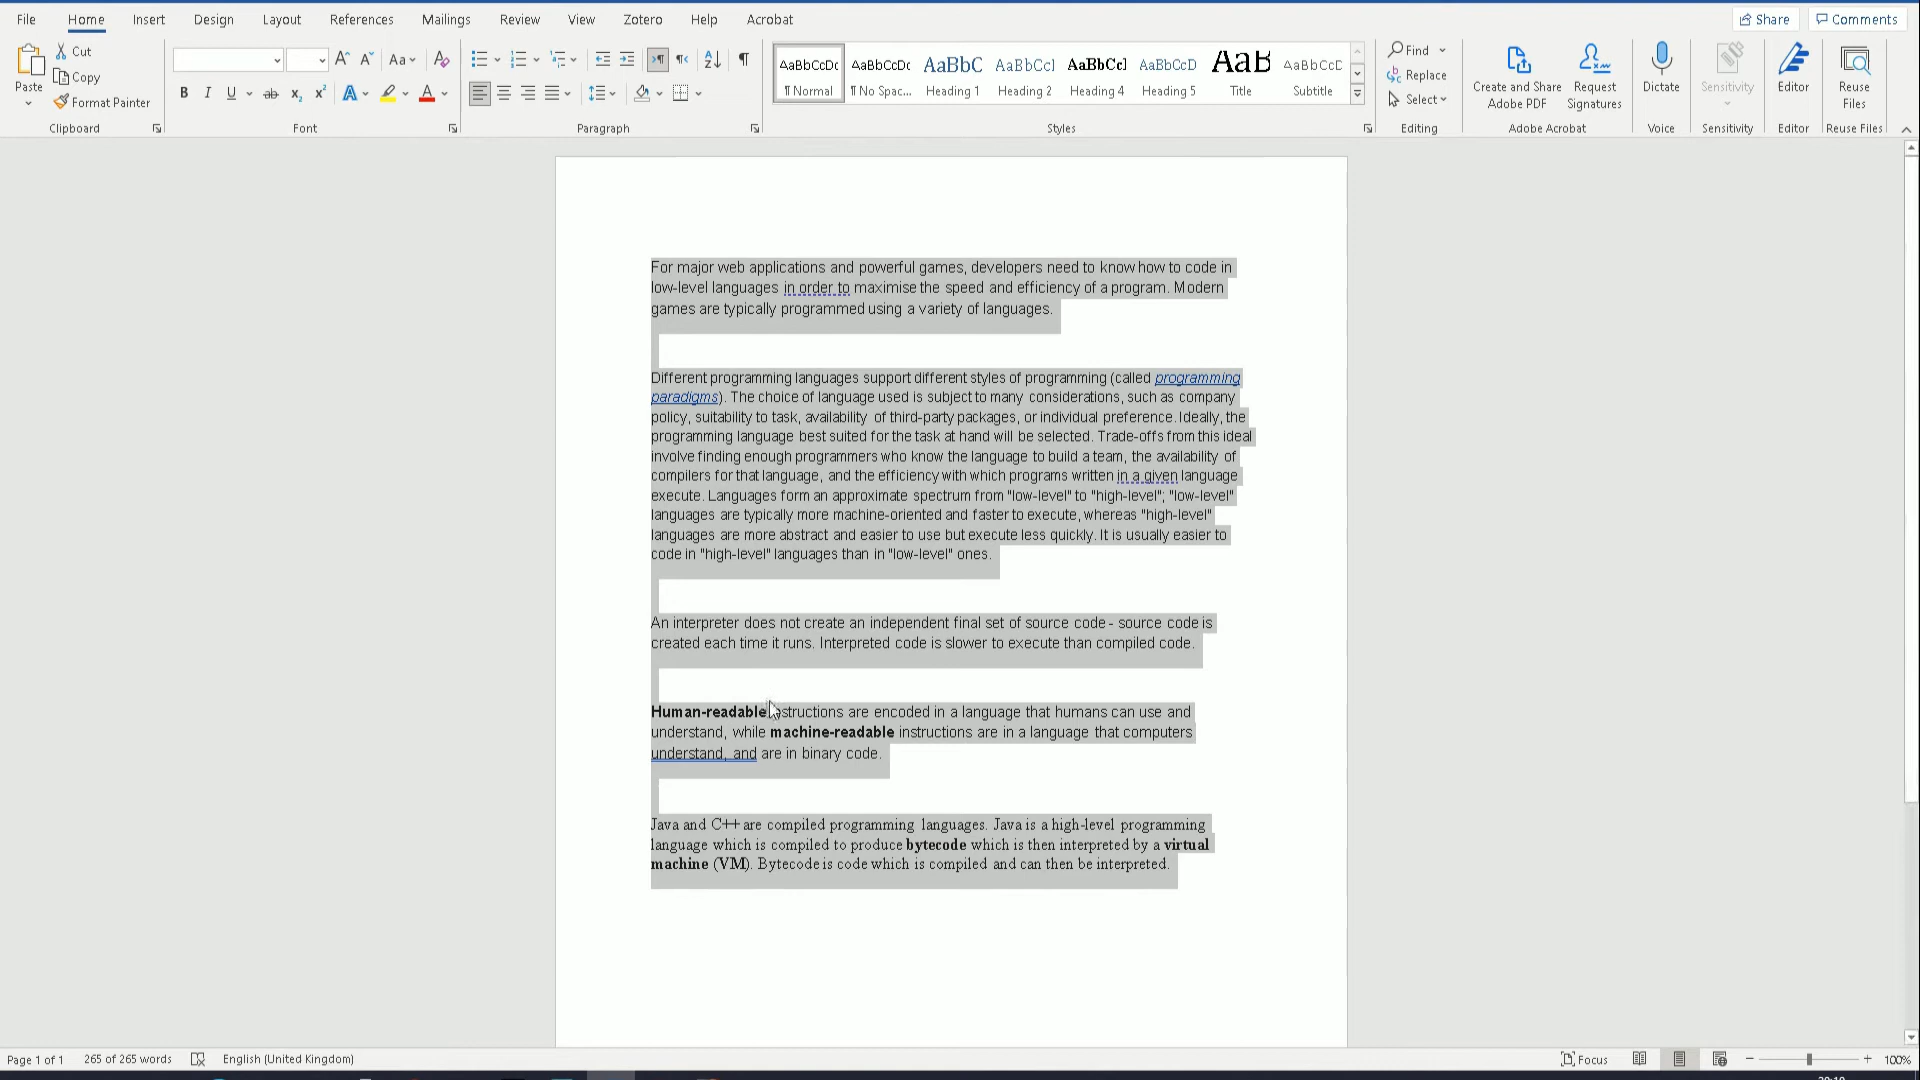 File Home Insert Design Layout References Mailings Review View Zotero Help Acrobat Share Comments
Paste Cut Copy Format Painter
Aa
B I U ab x₂ x² A A
AaBbCcDc AaBbCcDc AaBbC AaBbCcI AaBbCcI AaBbCcD AaB AaBbCcD
¶ Normal ¶ No Spac... Heading 1 Heading 2 Heading 4 Heading 5 Title Subtitle
Find
Replace
Select
Create and Share Adobe PDF Request Signatures Dictate Sensitivity Editor Reuse Files
Clipboard Font Paragraph Styles Editing Adobe Acrobat Voice Sensitivity Editor Reuse Files
For major web applications and powerful games, developers need to know how to code in
low-level languages in order to maximise the speed and efficiency of a program. Modern
games are typically programmed using a variety of languages.
Different programming languages support different styles of programming (called programming
paradigms). The choice of language used is subject to many considerations, such as company
policy, suitability to task, availability of third-party packages, or individual preference. Ideally, the
programming language best suited for the task at hand will be selected. Trade-offs from this ideal
involve finding enough programmers who know the language to build a team, the availability of
compilers for that language, and the efficiency with which programs written in a given language
execute. Languages form an approximate spectrum from "low-level" to "high-level"; "low-level"
languages are typically more machine-oriented and faster to execute, whereas "high-level"
languages are more abstract and easier to use but execute less quickly. It is usually easier to
code in "high-level" languages than in "low-level" ones.
An interpreter does not create an independent final set of source code - source code is
created each time it runs. Interpreted code is slower to execute than compiled code.
Human-readable instructions are encoded in a language that humans can use and
understand, while machine-readable instructions are in a language that computers
understand, and are in binary code.
Java and C++ are compiled programming languages. Java is a high-level programming
language which is compiled to produce bytecode which is then interpreted by a virtual
machine (VM). Bytecode is code which is compiled and can then be interpreted.
Page 1 of 1 265 of 265 words English (United Kingdom) Focus 100%